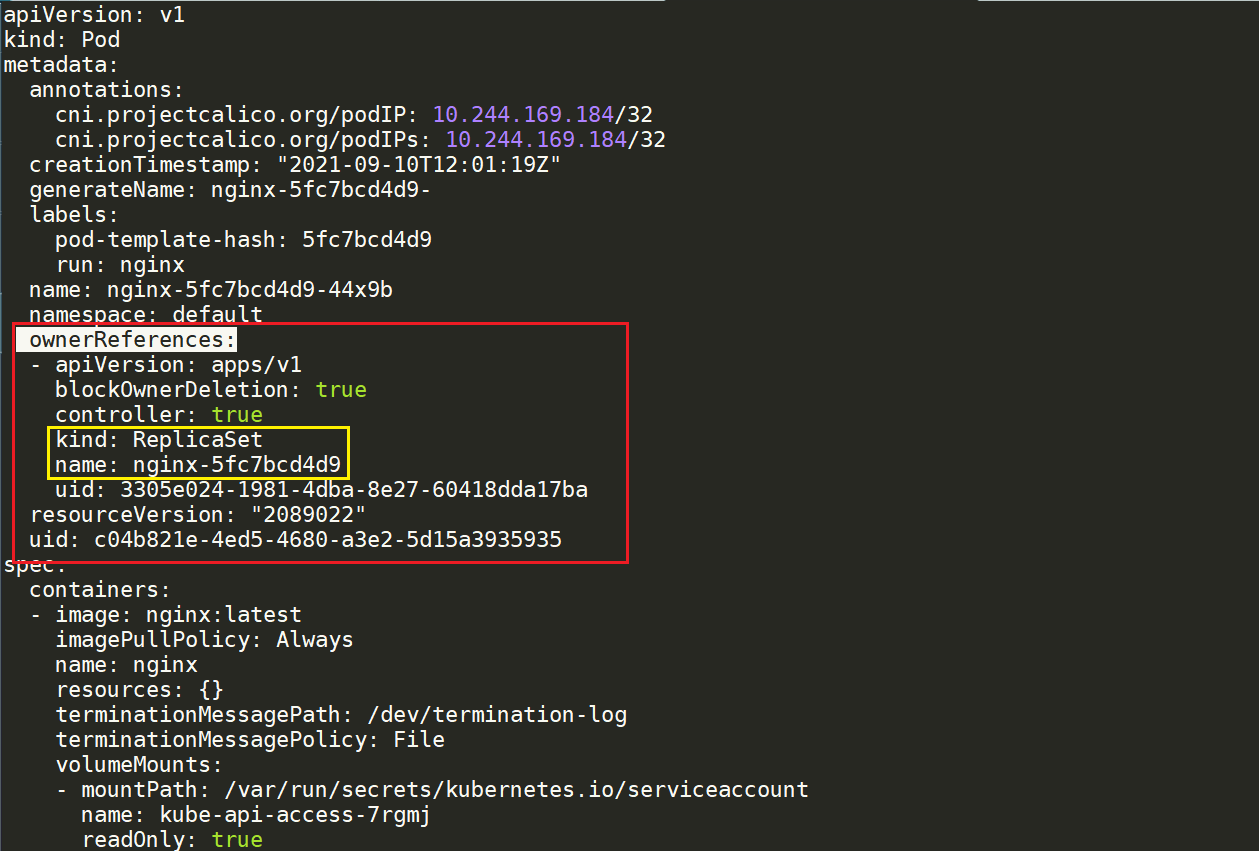 apiVersion: v1
kind: Pod
metadata:
  annotations:
    cni.projectcalico.org/podIP: 10.244.169.184/32
    cni.projectcalico.org/podIPs: 10.244.169.184/32
  creationTimestamp: "2021-09-10T12:01:19Z"
  generateName: nginx-5fc7bcd4d9-
  labels:
    pod-template-hash: 5fc7bcd4d9
    run: nginx
  name: nginx-5fc7bcd4d9-44x9b
  namespace: default
  ownerReferences:
  - apiVersion: apps/v1
    blockOwnerDeletion: true
    controller: true
    kind: ReplicaSet
    name: nginx-5fc7bcd4d9
    uid: 3305e024-1981-4dba-8e27-60418dda17ba
  resourceVersion: "2089022"
  uid: c04b821e-4ed5-4680-a3e2-5d15a3935935
spec:
  containers:
  - image: nginx:latest
    imagePullPolicy: Always
    name: nginx
    resources: {}
    terminationMessagePath: /dev/termination-log
    terminationMessagePolicy: File
    volumeMounts:
    - mountPath: /var/run/secrets/kubernetes.io/serviceaccount
      name: kube-api-access-7rgmj
      readOnly: true